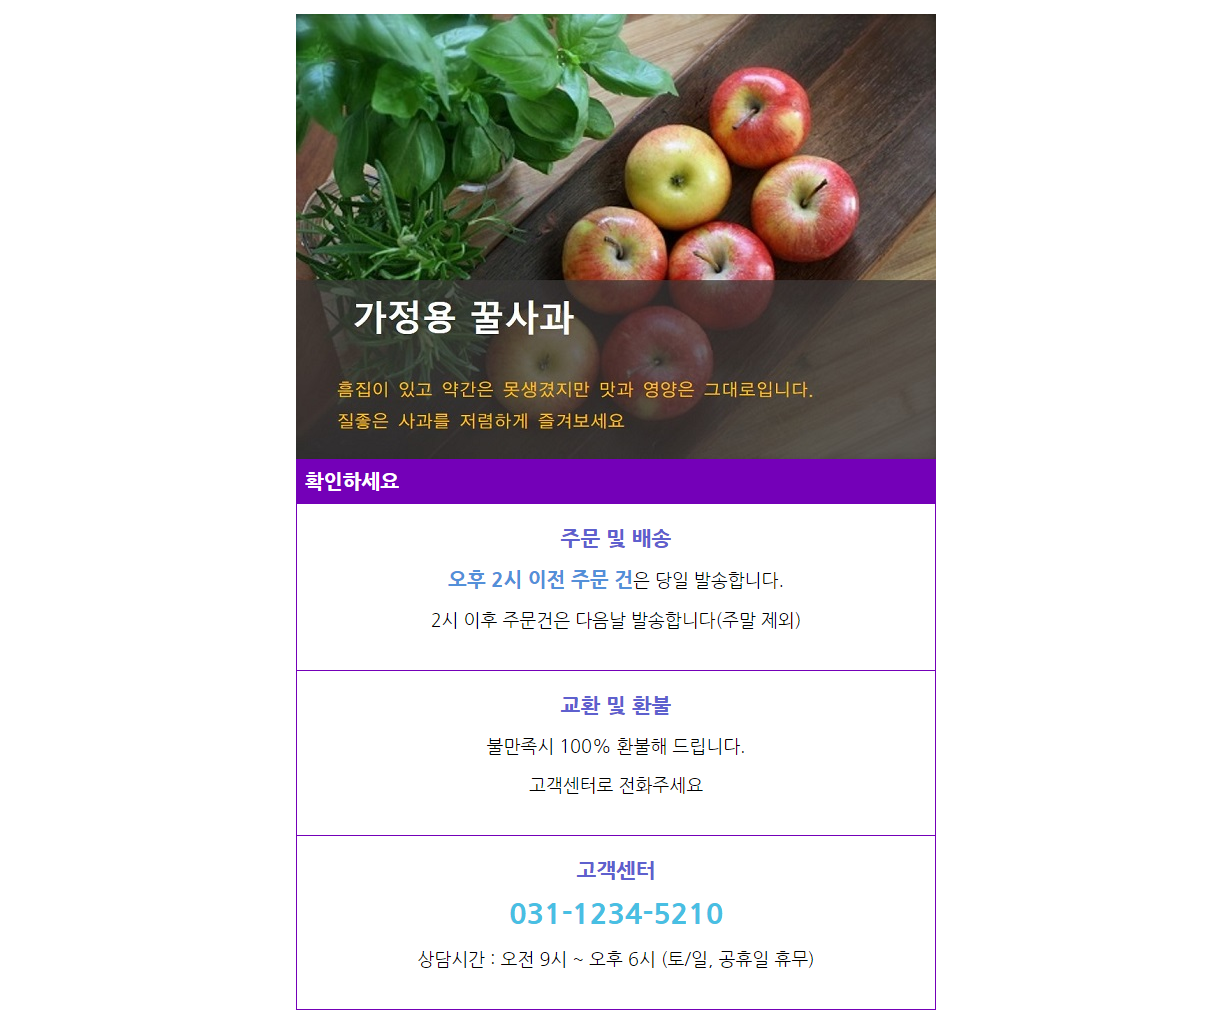 가정용 꿀사과
흠집이 있고 약간은 못생겼지만 맛과 영양은 그대로입니다.
질좋은 사과를 저렴하게 즐겨보세요
확인하세요
주문 및 배송
오후 2시 이전 주문 건은 당일 발송합니다.
2시 이후 주문건은 다음날 발송합니다(주말 제외)
교환 및 환불
불만족시 100% 환불해 드립니다.
고객센터로 전화주세요
고객센터
031-1234-5210
상담시간 : 오전 9시 ~ 오후 6시 (토/일, 공휴일 휴무)